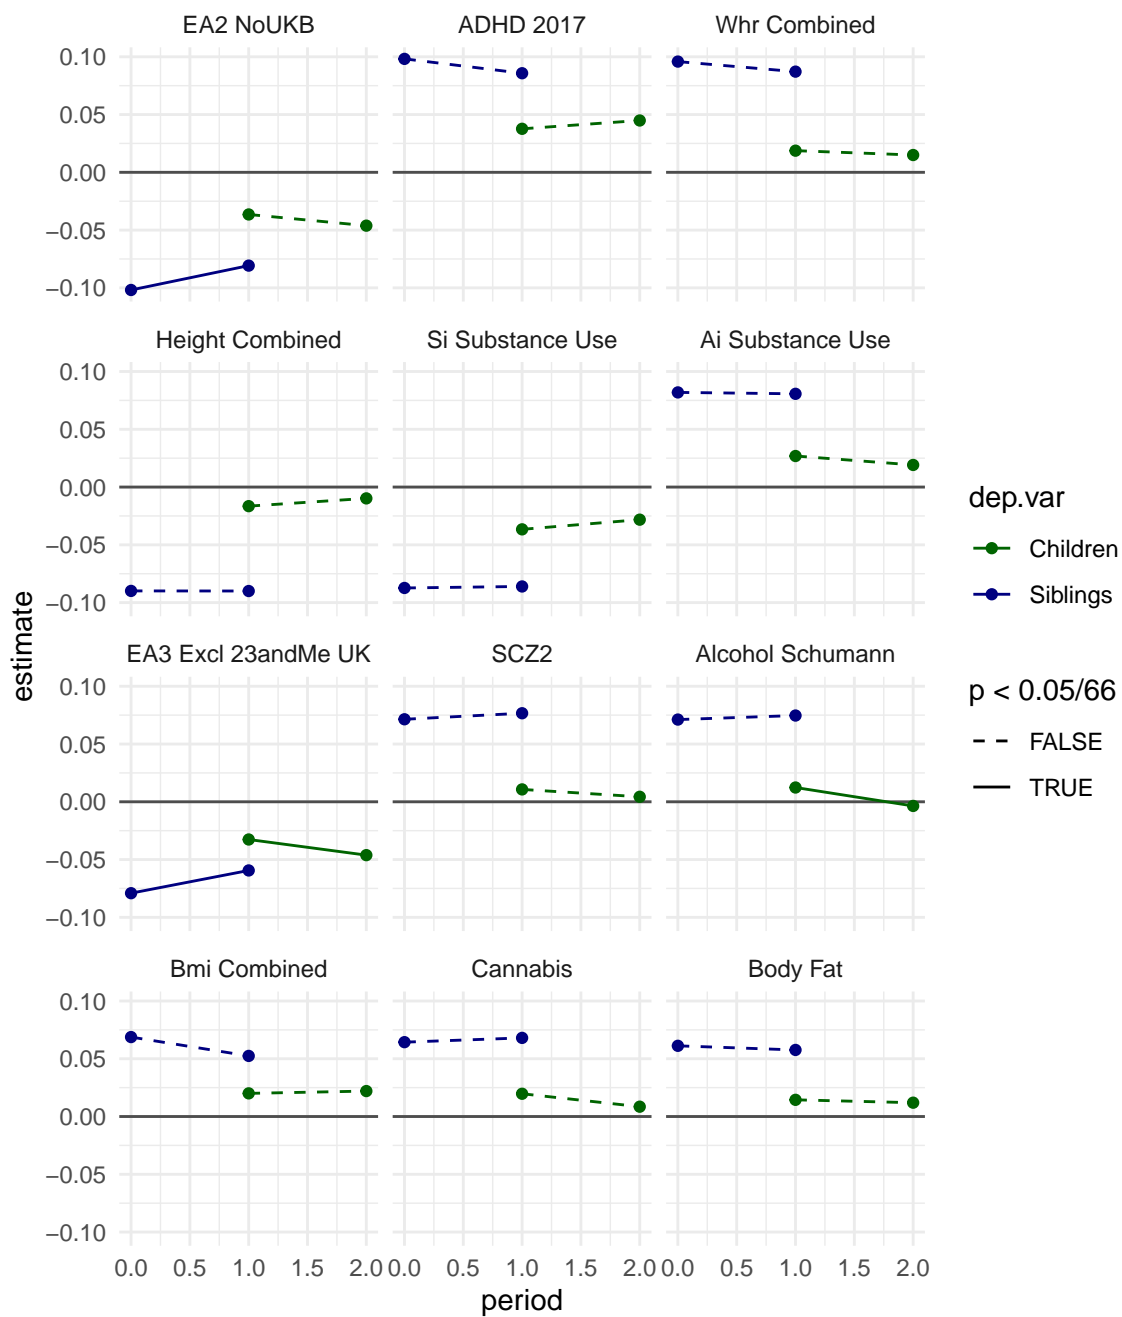 EA2 NoUKB ADHD 2017 Whr Combined
0.10
0.05
0.00
−0.05
−0.10
Height Combined Si Substance Use Ai Substance Use
0.10
0.05
0.00
−0.05
−0.10
EA3 Excl 23andMe UK SCZ2 Alcohol Schumann
0.10
0.05
0.00
−0.05
−0.10
Bmi Combined Cannabis Body Fat
0.10
0.05
0.00
−0.05
−0.10
0.0 0.5 1.0 1.5 2.0 0.0 0.5 1.0 1.5 2.0 0.0 0.5 1.0 1.5 2.0
period
estimate
dep.var
Children
Siblings
p < 0.05/66
FALSE
TRUE